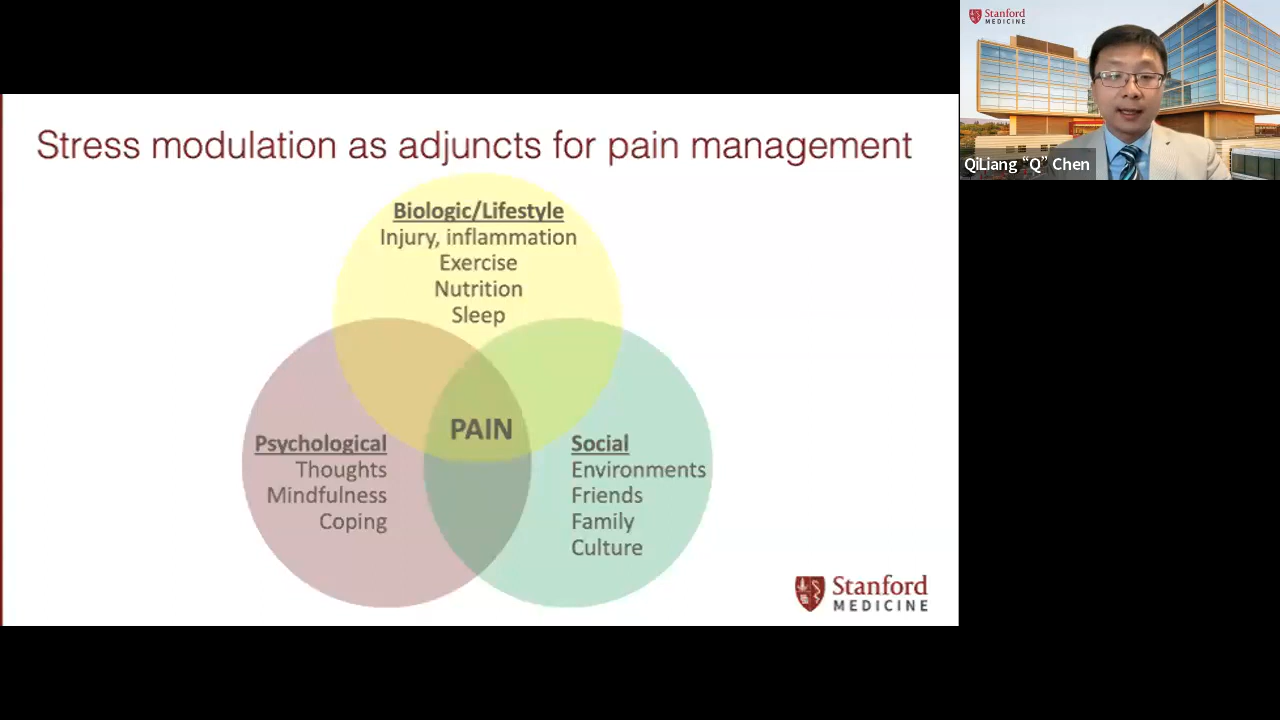 Stanford
MEDICINE
QiLiang “Q” Chen
Stress modulation as adjuncts for pain management
Biologic/Lifestyle
Injury, inflammation
Exercise
Nutrition
Sleep
PAIN
Psychological
Thoughts
Mindfulness
Coping
Social
Environments
Friends
Family
Culture
Stanford
MEDICINE